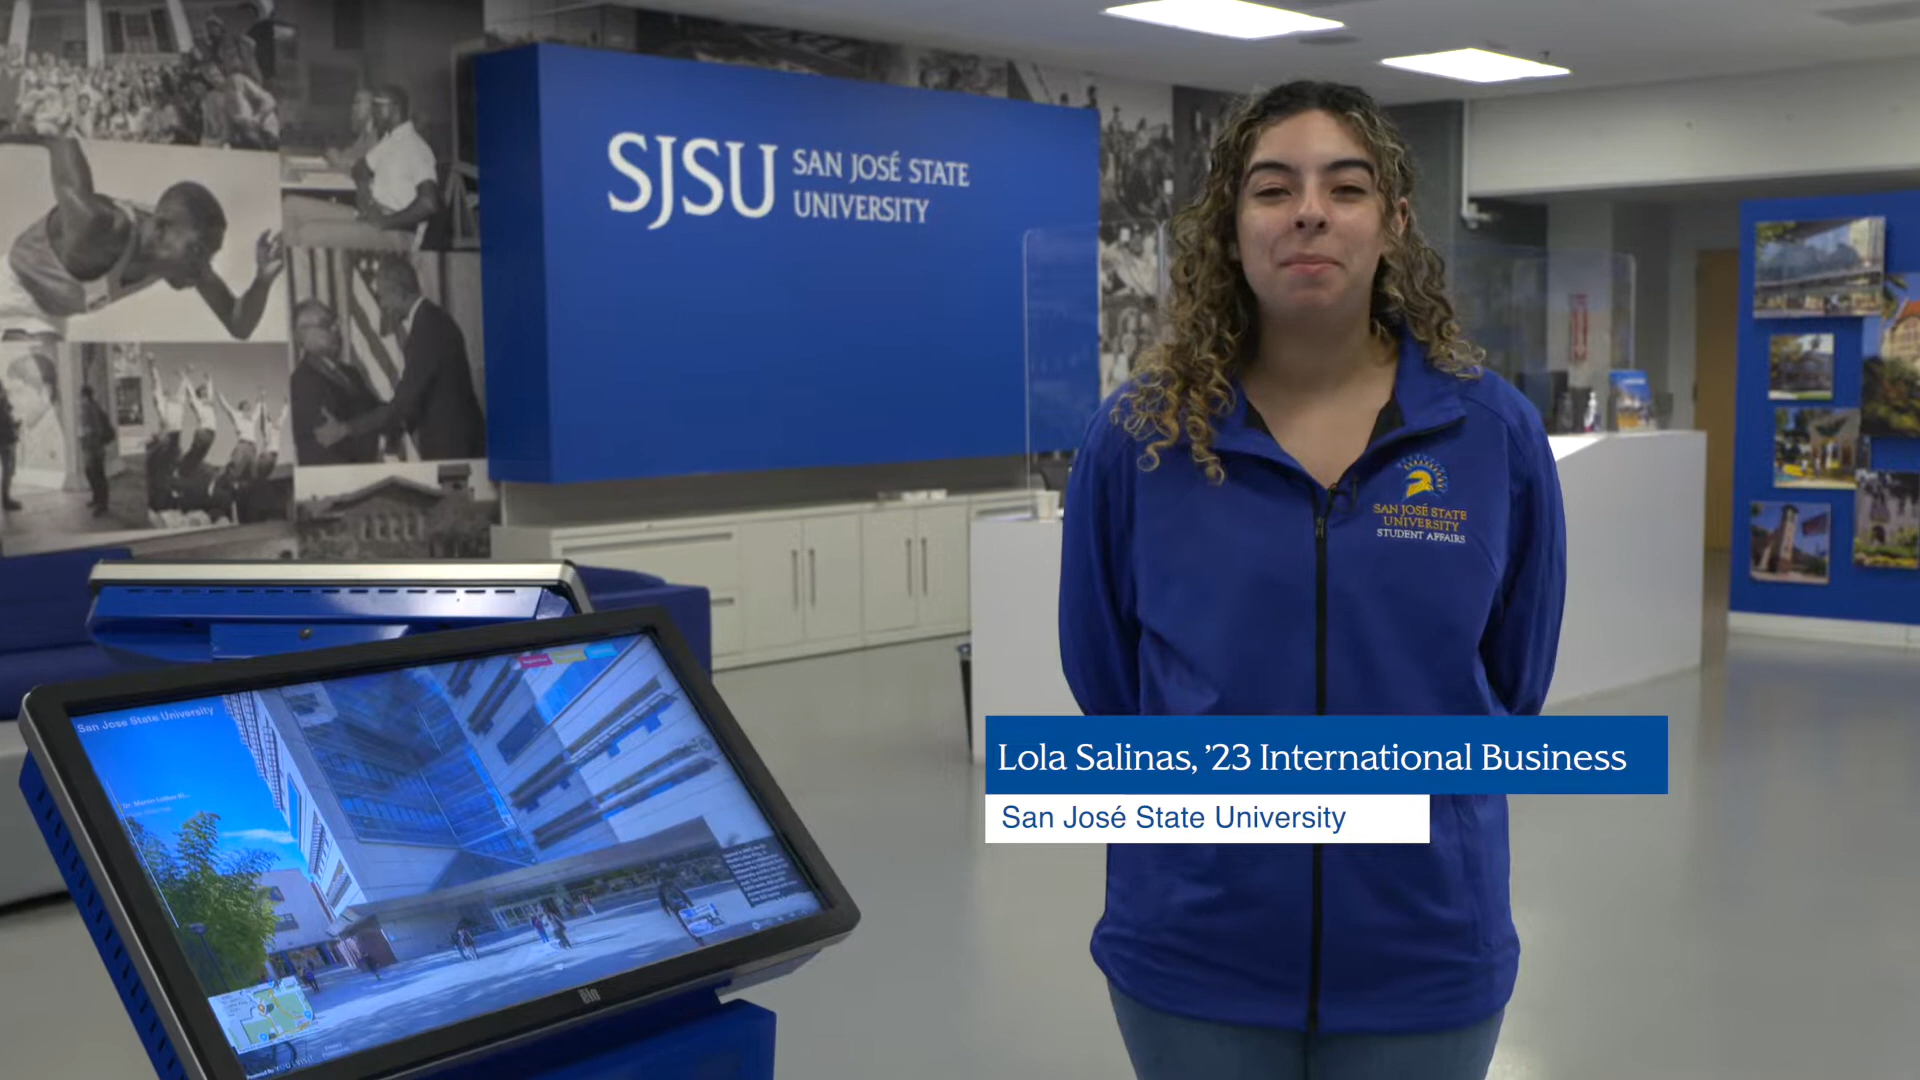 SJSU
SAN JOSÉ STATE
UNIVERSITY
SAN JOSÉ STATE
UNIVERSITY
STUDENT AFFAIRS
Lola Salinas, ’23 International Business
San José State University
San Jose State University
elo